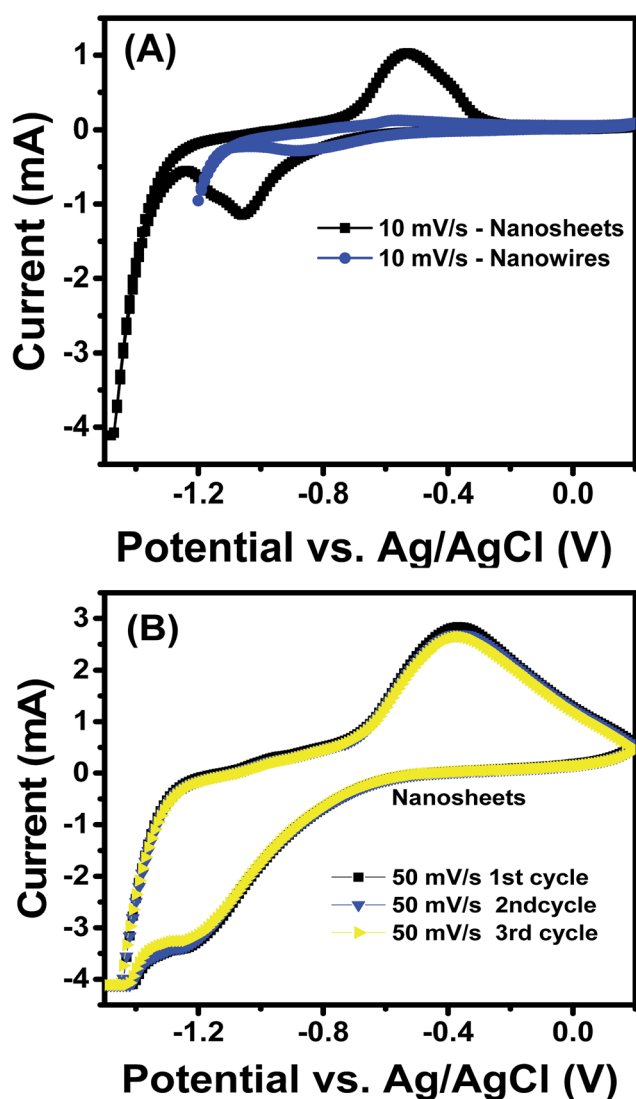 (A)
1
0
-1
-2
-3
-4
Current (mA)
10 mV/s - Nanosheets
10 mV/s - Nanowires
-1.2 -0.8 -0.4 0.0
Potential vs. Ag/AgCl (V)
(B)
3
2
1
0
-1
-2
-3
-4
Current (mA)
Nanosheets
50 mV/s 1st cycle
50 mV/s 2ndcycle
50 mV/s 3rd cycle
-1.2 -0.8 -0.4 0.0
Potential vs. Ag/AgCl (V)